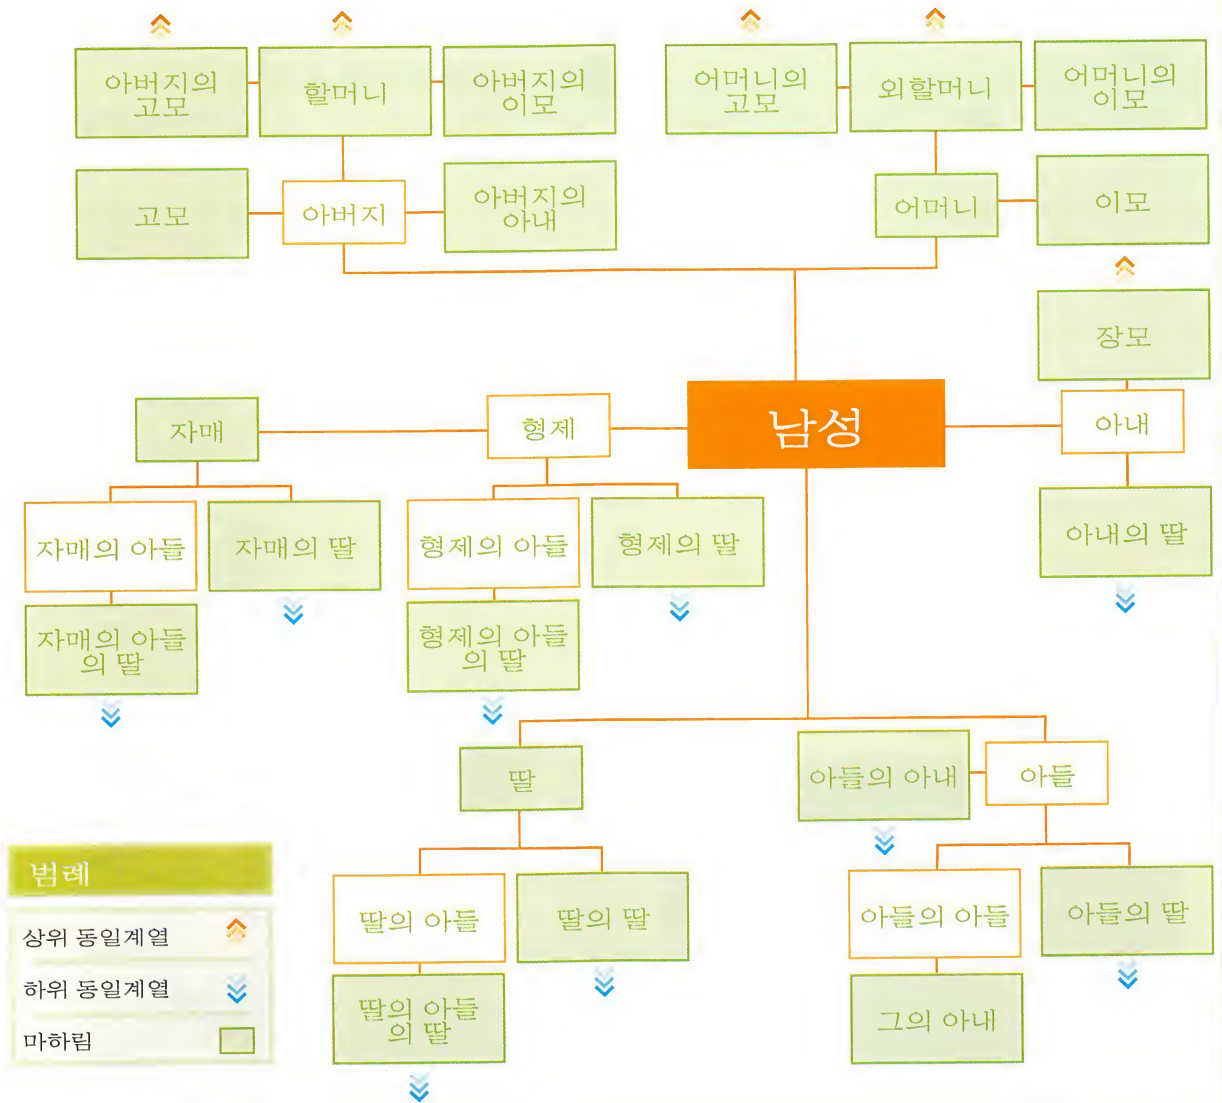 아버지의
고모
할머니
아버지의
이모
어머니의
고모
외할머니
어머니의
이모
고모
아버지
아버지의
아내
어머니
이모
장모
자매
형제
남성
아내
자매의 아들
자매의 딸
형제의 아들
형제의 딸
아내의 딸
자매의 아들
의 딸
형제의 아들
의 딸
딸
아들의 아내
아들
딸의 아들
딸의 딸
아들의 아들
아들의 딸
딸의 아들
의 딸
그의 아내
범례
상위 동일계열
하위 동일계열
마하림